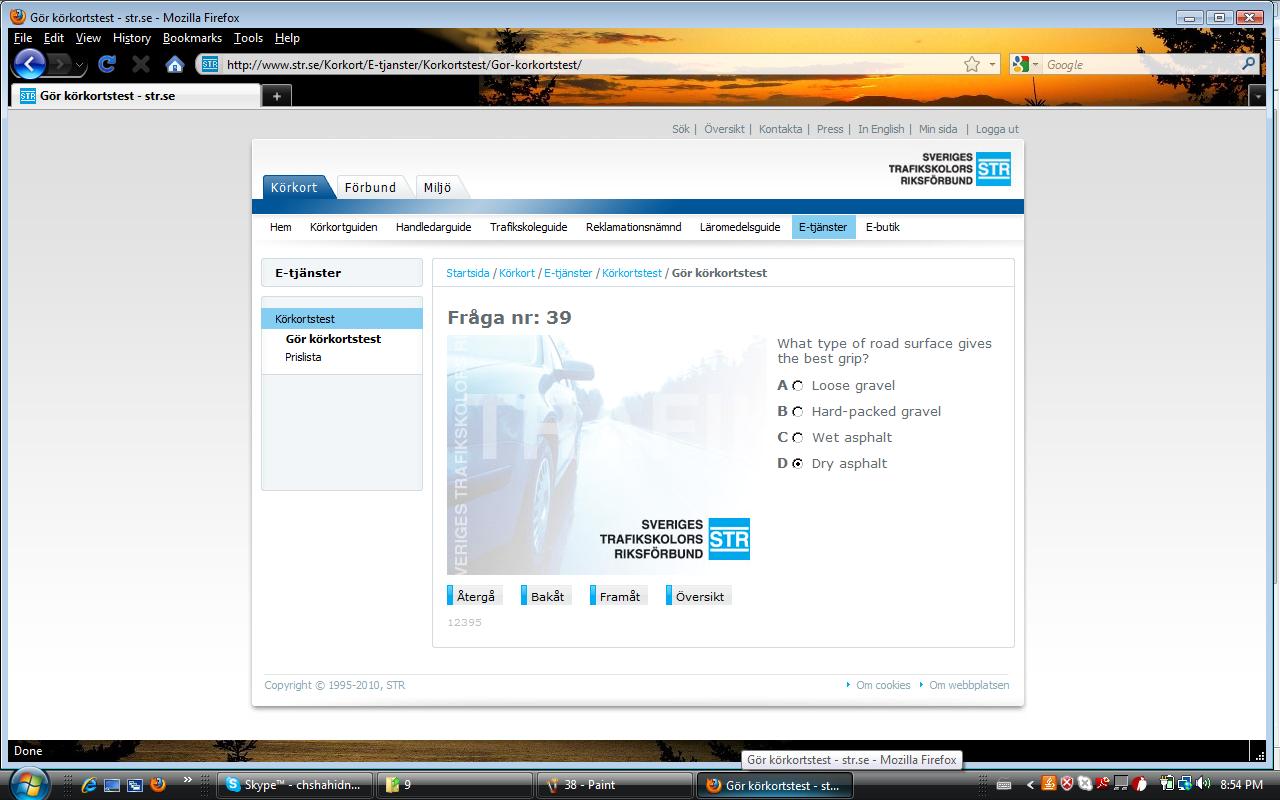 Gör körkortstest - str.se - Mozilla Firefox
File Edit View History Bookmarks Tools Help
STR http://www.str.se/Korkort/E-tjanster/Korkortstest/Gor-korkortstest/ Google
STR Gör körkortstest - str.se
Sök | Översikt | Kontakta | Press | In English | Min sida | Logga ut
SVERIGES
TRAFIKSKOLORS
RIKSFÖRBUND
STR
Körkort Förbund Miljö
Hem Körkortguiden Handledarguide Trafikskoleguide Reklamationsnämnd Läromedelsguide E-tjänster E-butik
E-tjänster
Körkortstest
Gör körkortstest
Prislista
Startsida / Körkort / E-tjänster / Körkortstest / Gör körkortstest
Fråga nr: 39
TRAFIK
SVERIGES
TRAFIKSKOLORS
RIKSFÖRBUND
STR
What type of road surface gives
the best grip?
A Loose gravel
B Hard-packed gravel
C Wet asphalt
D Dry asphalt
Återgå Bakåt Framåt Översikt
12395
Copyright © 1995-2010, STR Om cookies Om webbplatsen
Done
Gör körkortstest - str.se - Mozilla Firefox
Skype™ - chshahidn... 9 38 - Paint Gör körkortstest - st... 8:54 PM